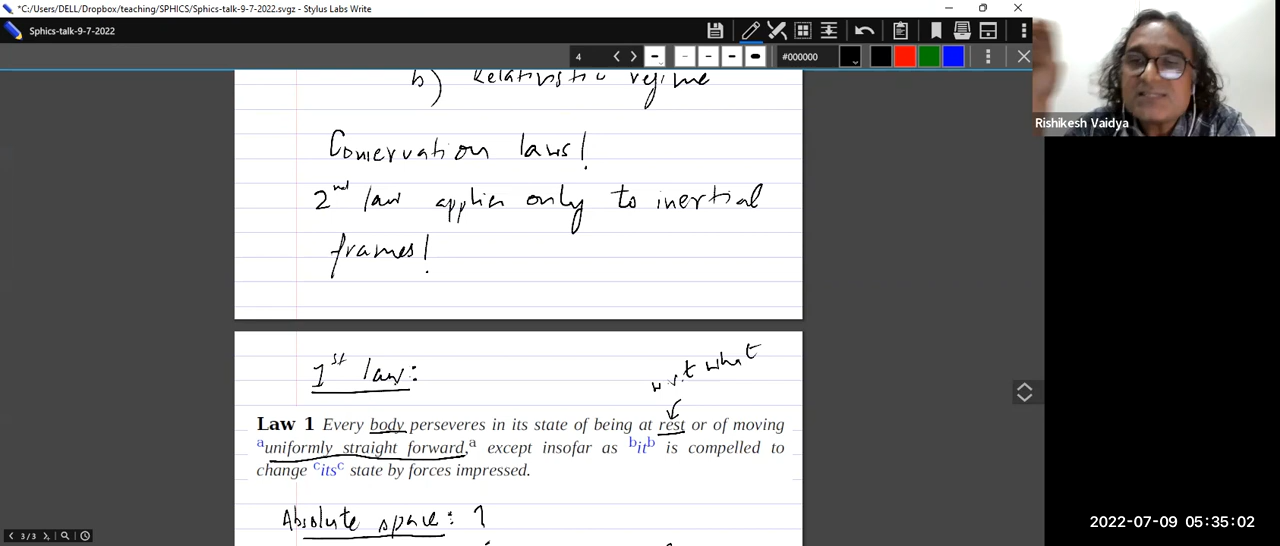 *C:/Users/DELL/Dropbox/teaching/SPHICS/Sphics-talk-9-7-2022.svgz - Stylus Labs Write
Sphics-talk-9-7-2022
4
#000000
b) Relativistic regime
Rishikesh Vaidya
Conservation laws!
2nd law applies only to inertial
frames!
1st law:
w.r.t what
Law 1 Every body perseveres in its state of being at rest or of moving
a uniformly straight forward,a except insofar as b it b is compelled to
change c its c state by forces impressed.
Absolute space: ?
3/3
2022-07-09 05:35:02